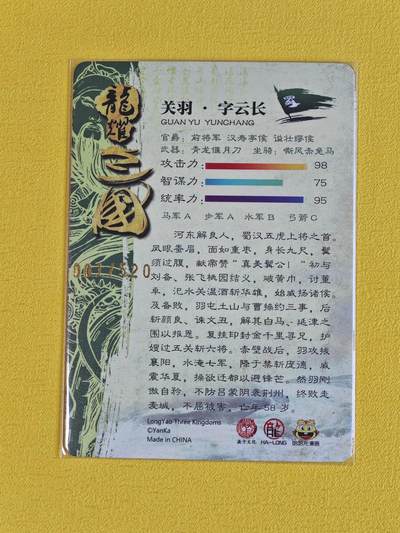 龍耀三國
001/520
关羽·字云长
GUAN YU YUNCHANG
官爵：前将军 汉寿亭侯 谥壮缪侯
武器：青龙偃月刀 坐骑：嘶风赤兔马
攻击力： 98
智谋力： 75
统率力： 95
马军A 步军A 水军B 弓箭C
河东解良人，蜀汉五虎上将之首。
凤眼蚕眉，面如重枣，身长九尺，髯
须过腹，献帝赞“真美髯公！”初与
刘备、张飞桃园结义，破黄巾，讨董
卓，汜水关温酒斩华雄，始威扬诸侯
及备败，羽屯土山与曹操约三事，后
斩颜良、诛文丑，解其白马、延津之
围以报恩。复挂印封金千里寻兄，护
嫂过五关斩六将。赤壁战后，羽攻拔
襄阳，水淹七军，降于禁斩庞德，威
震华夏，操欲迁都以避锋芒。然羽刚
傲自矜，不防吕蒙阴袭荆州，终败走
麦城，不屈被害，亡年58岁。
LongYao Three Kingdoms
©YanKa
Made in CHINA
HA-LONG